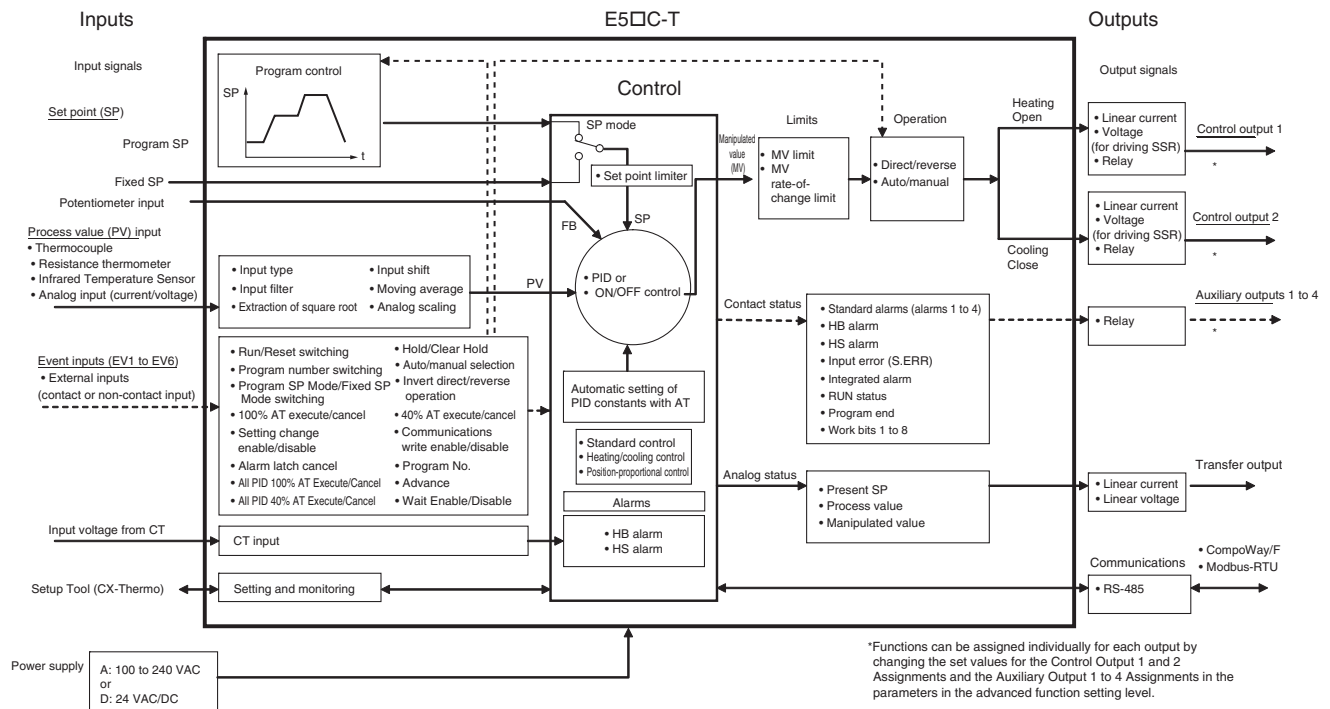 Inputs
E5□C-T
Outputs
Input signals
Set point (SP)
Program SP
Fixed SP
Potentiometer input
Process value (PV) input
• Thermocouple
• Resistance thermometer
• Infrared Temperature Sensor
• Analog input (current/voltage)
Event inputs (EV1 to EV6)
• External inputs
(contact or non-contact input)
Input voltage from CT
Setup Tool (CX-Thermo)
Power supply
A: 100 to 240 VAC
or
D: 24 VAC/DC
Program control
SP
t
• Input type
• Input filter
• Extraction of square root
• Input shift
• Moving average
• Analog scaling
• Run/Reset switching
• Program number switching
• Program SP Mode/Fixed SP
Mode switching
• 100% AT execute/cancel
• Setting change
enable/disable
• Alarm latch cancel
• All PID 100% AT Execute/Cancel
• All PID 40% AT Execute/Cancel
• Hold/Clear Hold
• Auto/manual selection
• Invert direct/reverse
operation
• 40% AT execute/cancel
• Communications
write enable/disable
• Program No.
• Advance
• Wait Enable/Disable
CT input
Setting and monitoring
Control
SP mode
• Set point limiter
FB
SP
PV
• PID or
• ON/OFF control
Automatic setting of
PID constants with AT
• Standard control
• Heating/cooling control
• Position-proportional control
Alarms
• HB alarm
• HS alarm
Manipulated
value
(MV)
Limits
• MV limit
• MV
rate-of-
change limit
Operation
• Direct/reverse
• Auto/manual
Heating
Open
Cooling
Close
Contact status
• Standard alarms (alarms 1 to 4)
• HB alarm
• HS alarm
• Input error (S.ERR)
• Integrated alarm
• RUN status
• Program end
• Work bits 1 to 8
Analog status
• Present SP
• Process value
• Manipulated value
Output signals
• Linear current
• Voltage
(for driving SSR)
• Relay
Control output 1
*
• Linear current
• Voltage
(for driving SSR)
• Relay
Control output 2
*
Auxiliary outputs 1 to 4
• Relay
*
Transfer output
• Linear current
• Linear voltage
Communications
• RS-485
• CompoWay/F
• Modbus-RTU
*Functions can be assigned individually for each output by
changing the set values for the Control Output 1 and 2
Assignments and the Auxiliary Output 1 to 4 Assignments in the
parameters in the advanced function setting level.